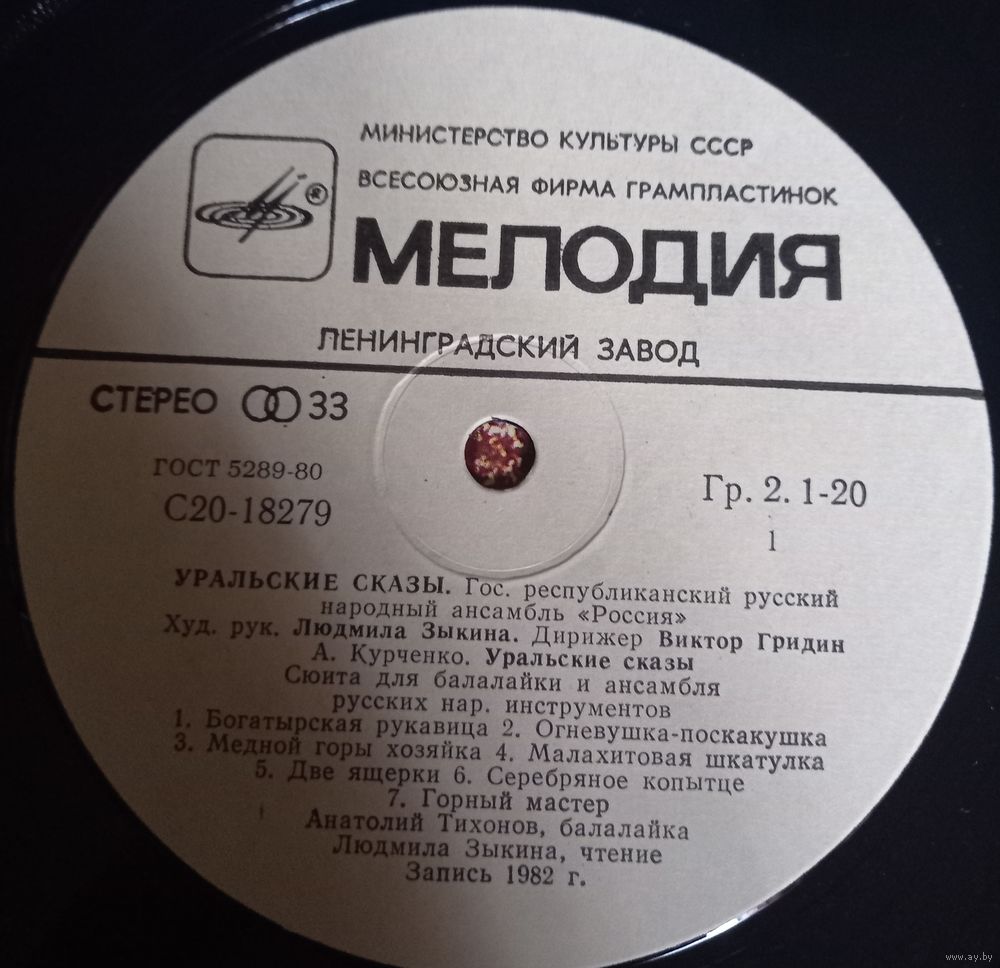 МИНИСТЕРСТВО КУЛЬТУРЫ СССР
ВСЕСОЮЗНАЯ ФИРМА ГРАМПЛАСТИНОК
®
МЕЛОДИЯ
ЛЕНИНГРАДСКИЙ ЗАВОД
СТЕРЕО 33
ГОСТ 5289-80
С20-18279
Гр. 2. 1-20
1
УРАЛЬСКИЕ СКАЗЫ. Гос. республиканский русский
народный ансамбль «Россия»
Худ. рук. Людмила Зыкина. Дирижер Виктор Гридин
А. Курченко. Уральские сказы
Сюита для балалайки и ансамбля
русских нар. инструментов
1. Богатырская рукавица 2. Огневушка-поскакушка
3. Медной горы хозяйка 4. Малахитовая шкатулка
5. Две ящерки 6. Серебряное копытце
7. Горный мастер
Анатолий Тихонов, балалайка
Людмила Зыкина, чтение
Запись 1982 г.
www.ay.by